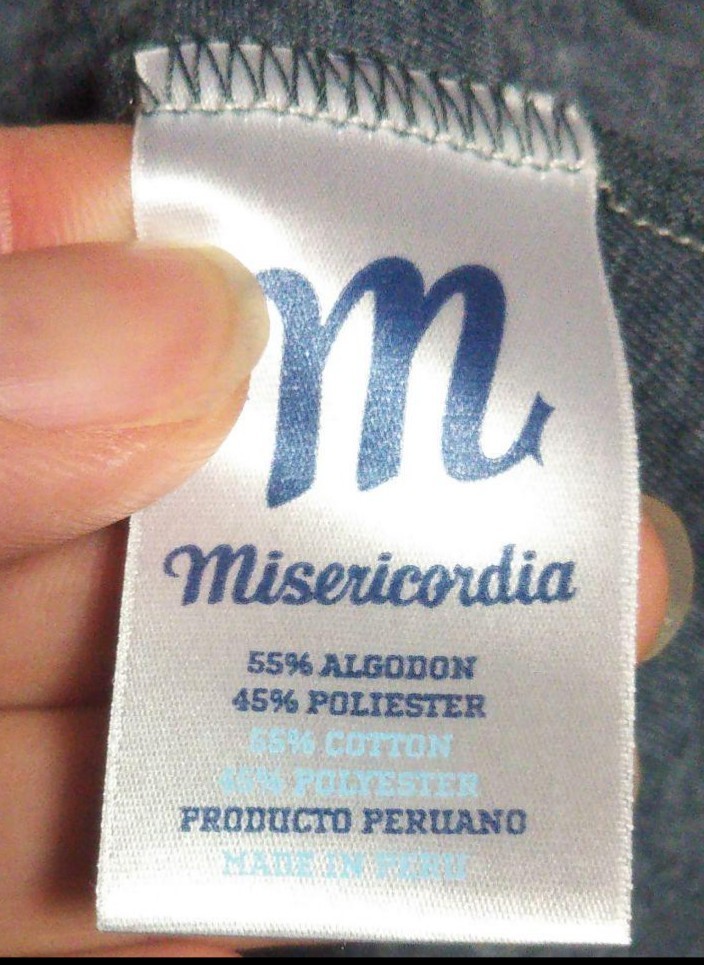 m
Misericordia
55% ALGODON
45% POLIESTER
55% COTTON
45% POLYESTER
PRODUCTO PERUANO
MADE IN PERU